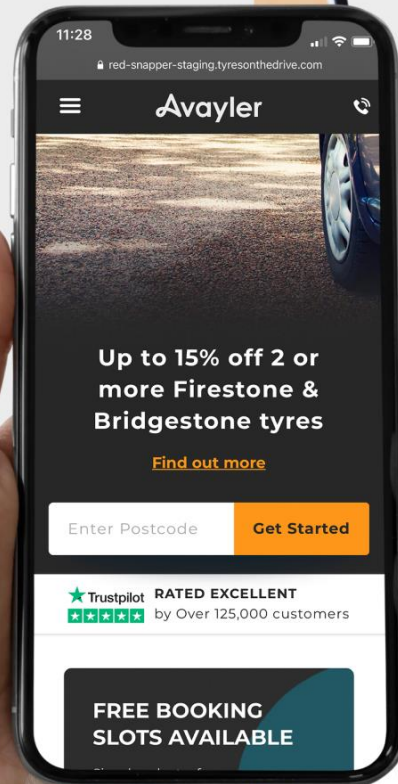 11:28
red-snapper-staging.tyresonthedrive.com
Avayler
Up to 15% off 2 or
more Firestone &
Bridgestone tyres
Find out more
Enter Postcode
Get Started
Trustpilot
RATED EXCELLENT
by Over 125,000 customers
FREE BOOKING
SLOTS AVAILABLE